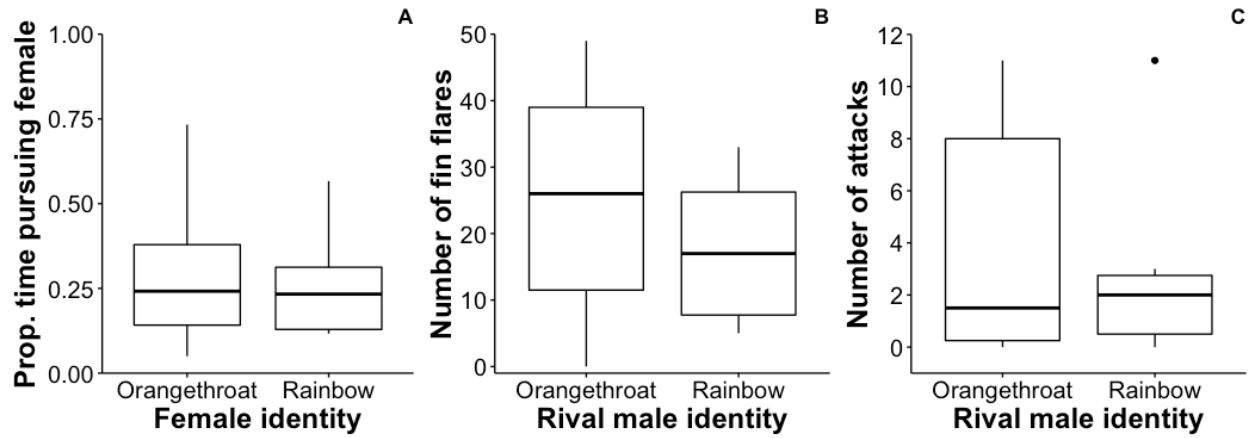 A
Prop. time pursuing female
1.00
0.75
0.50
0.25
0.00
Orangethroat Rainbow
Female identity
B
Number of fin flares
50
40
30
20
10
0
Orangethroat Rainbow
Rival male identity
C
Number of attacks
12
10
8
6
4
2
0
Orangethroat Rainbow
Rival male identity